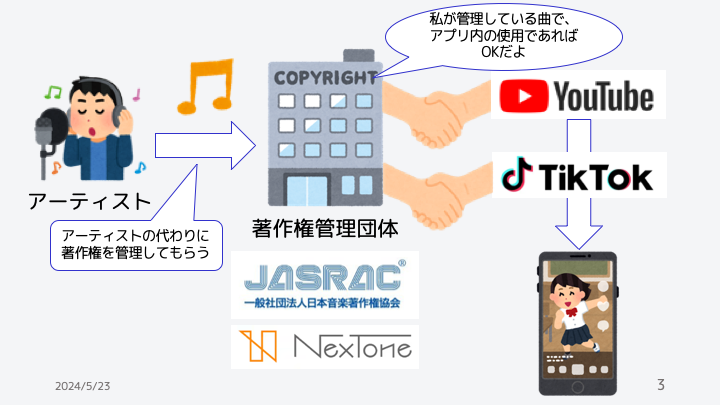 私が管理している曲で、
アプリ内の使用であれば
OKだよ
COPYRIGHT
YouTube
TikTok
アーティスト
アーティストの代わりに
著作権を管理してもらう
著作権管理団体
JASRAC®
一般社団法人日本音楽著作権協会
NexTone
2024/5/23
3